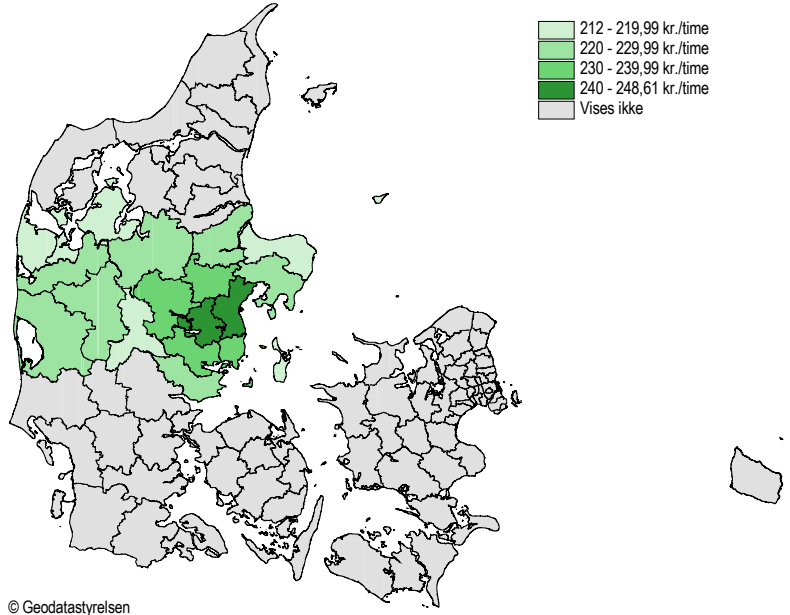 212 - 219,99 kr./time
220 - 229,99 kr./time
230 - 239,99 kr./time
240 - 248,61 kr./time
Vises ikke
© Geodatastyrelsen